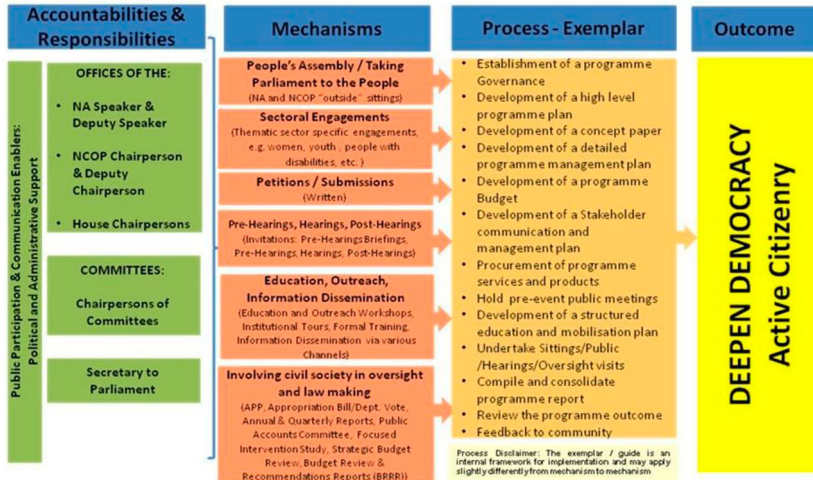 Accountabilities &
Responsibilities
Public Participation & Communication Enablers:
Political and Administrative Support
OFFICES OF THE:
• NA Speaker &
Deputy Speaker
• NCOP Chairperson
& Deputy
Chairperson
• House Chairpersons
COMMITTEES:
Chairpersons of
Committees
Secretary to
Parliament
Mechanisms
People's Assembly / Taking
Parliament to the People
(NA and NCOP "outside" sittings)
Sectoral Engagements
(Thematic sector specific engagements,
e.g. women, youth , people with
disabilities, etc. )
Petitions / Submissions
(Written)
Pre-Hearings, Hearings, Post-Hearings
(Invitations: Pre-Hearings Briefings,
Pre-Hearings, Hearings, Post-Hearings)
Education, Outreach,
Information Dissemination
(Education and Outreach Workshops,
Institutional Tours, Formal Training,
Information Dissemination via various
Channels)
Involving civil society in oversight
and law making
(APP, Appropriation Bill/Dept. Vote,
Annual & Quarterly Reports, Public
Accounts Committee, Focused
Intervention Study, Strategic Budget
Review, Budget Review &
Recommendations Reports (BRRR))
Process - Exemplar
• Establishment of a programme
Governance
• Development of a high level
programme plan
• Development of a concept paper
• Development of a detailed
programme management plan
• Development of a programme
Budget
• Development of a Stakeholder
communication and
management plan
• Procurement of programme
services and products
• Hold pre-event public meetings
• Development of a structured
education and mobilisation plan
• Undertake Sittings/Public
/Hearings/Oversight visits
• Compile and consolidate
programme report
• Review the programme outcome
• Feedback to community
Process Disclaimer: The exemplar / guide is an
internal framework for implementation and may apply
slightly differently from mechanism to mechanism
Outcome
DEEPEN DEMOCRACY
Active Citizenry